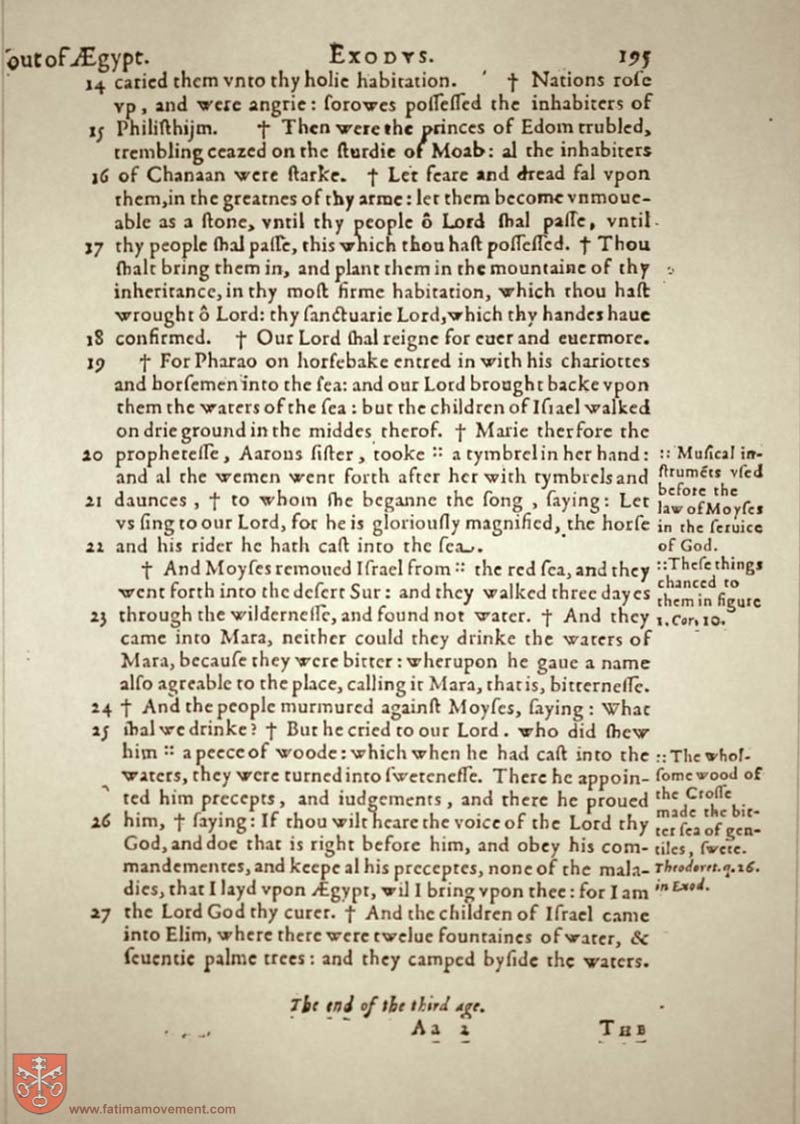 out of Ægypt. EXODVS. 195
14 caried them vnto thy holie habitation. † Nations roſe
vp, and were angrie: ſorowes poſſeſſed the inhabiters of
15 Philiſthijm. † Then were the princes of Edom trubled,
trembling ceazed on the ſturdie of Moab: al the inhabiters
16 of Chanaan were ſtarke. † Let feare and dread fal vpon
them, in the greatnes of thy arme: let them become vnmoue-
able as a ſtone, vntil thy people ô Lord ſhal paſſe, vntil
17 thy people ſhal paſſe, this which thou haſt poſſeſſed. † Thou
ſhalt bring them in, and plant them in the mountaine of thy
inheritance, in thy moſt firme habitation, which thou haſt
wrought ô Lord: thy ſanctuarie Lord, which thy handes haue
18 confirmed. † Our Lord ſhal reigne for euer and euermore.
19 † For Pharao on horſebake entred in with his chariottes
and horſemen into the ſea: and our Lord brought backe vpon
them the waters of the ſea: but the children of Iſrael walked
on drie ground in the middes therof. † Marie therfore the
20 propheteſſe, Aarons ſiſter, tooke :: a tymbrel in her hand:
and al the wemen went forth after her with tymbrels and
21 daunces, † to whom ſhe beganne the ſong, ſaying: Let
vs ſing to our Lord, for he is gloriouſly magnified, the horſe
22 and his rider he hath caſt into the ſea.
:: Muſical in-
ſtrumẽts vſed
before the
law of Moyſes
in the ſeruice
of God.
† And Moyſes remoued Iſrael from :: the red ſea, and they
went forth into the deſert Sur: and they walked three dayes
23 through the wilderneſſe, and found not water. † And they
came into Mara, neither could they drinke the waters of
Mara, becauſe they were bitter: wherupon he gaue a name
alſo agreable to the place, calling it Mara, that is, bitterneſſe.
:: Theſe things
chanced to
them in figure
1. Cor. 10.
24 † And the people murmured againſt Moyſes, ſaying: What
25 ſhal we drinke? † But he cried to our Lord. who did ſhew
him :: a peece of woode: which when he had caſt into the
waters, they were turned into ſweteneſſe. There he appoin-
ted him precepts, and iudgements, and there he proued
26 him, † ſaying: If thou wilt heare the voice of the Lord thy
God, and doe that is right before him, and obey his com-
mandementes, and keepe al his preceptes, none of the mala-
dies, that I layd vpon Ægypt, wil I bring vpon thee: for I am
27 the Lord God thy curer. † And the children of Iſrael came
into Elim, where there were twelue fountaines of water, &
ſeuentie palme trees: and they camped byſide the waters.
:: The whol-
ſome wood of
the Croſſe
made the bit-
ter ſea of gen-
tiles, ſwete.
Theodoret. q. 26.
in Exod.
The end of the third age.
Aa 2 THE
www.fatimamovement.com